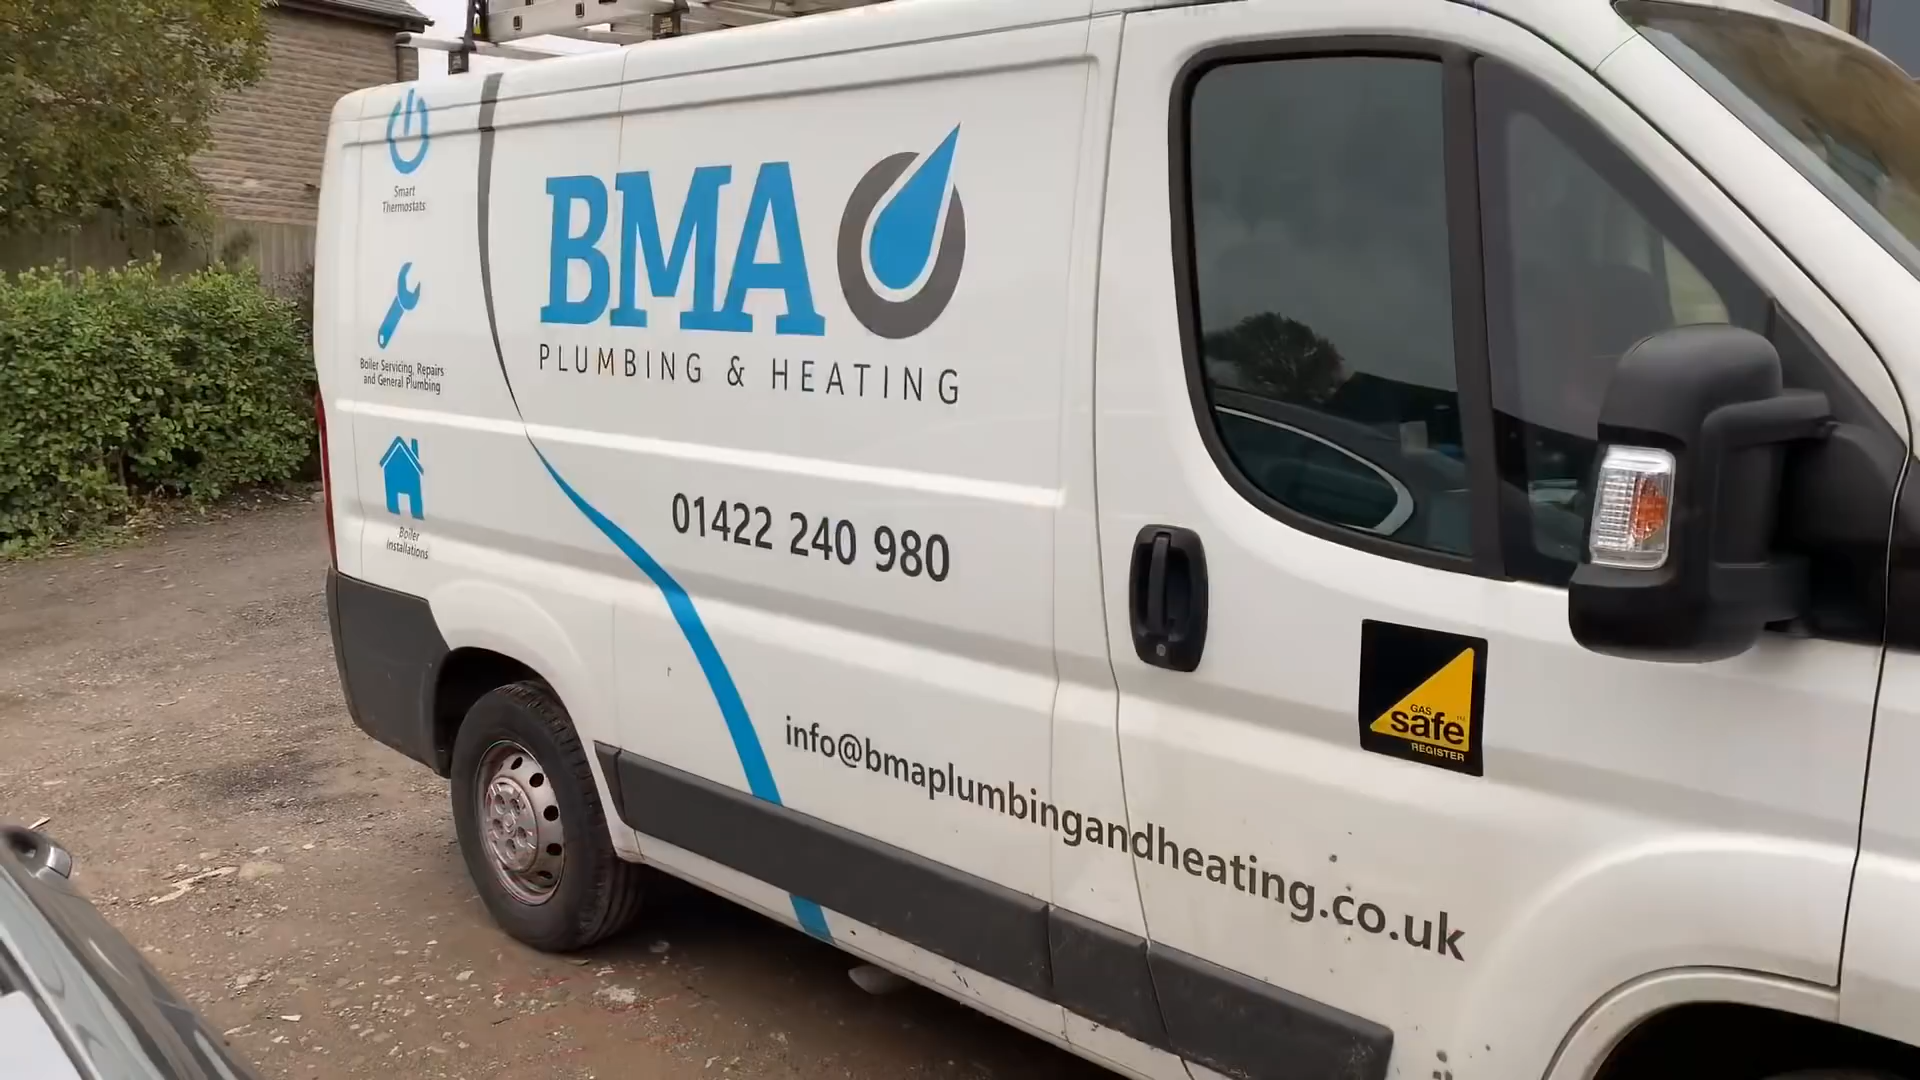 Smart
Thermostats
Boiler Servicing, Repairs
and General Plumbing
Boiler
Installations
BMA
PLUMBING & HEATING
01422 240 980
info@bmaplumbingandheating.co.uk
GAS
safe™
REGISTER